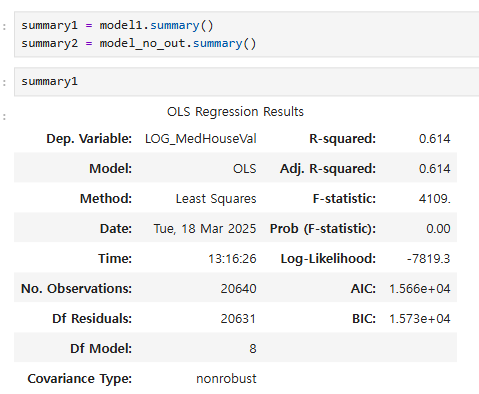 summary1 = model1.summary()
summary2 = model_no_out.summary()
summary1
OLS Regression Results
Dep. Variable: LOG_MedHouseVal R-squared: 0.614
Model: OLS Adj. R-squared: 0.614
Method: Least Squares F-statistic: 4109.
Date: Tue, 18 Mar 2025 Prob (F-statistic): 0.00
Time: 13:16:26 Log-Likelihood: -7819.3
No. Observations: 20640 AIC: 1.566e+04
Df Residuals: 20631 BIC: 1.573e+04
Df Model: 8
Covariance Type: nonrobust